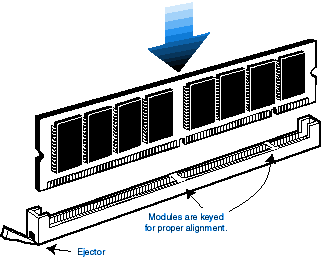 Modules are keyed
for proper alignment.
Ejector